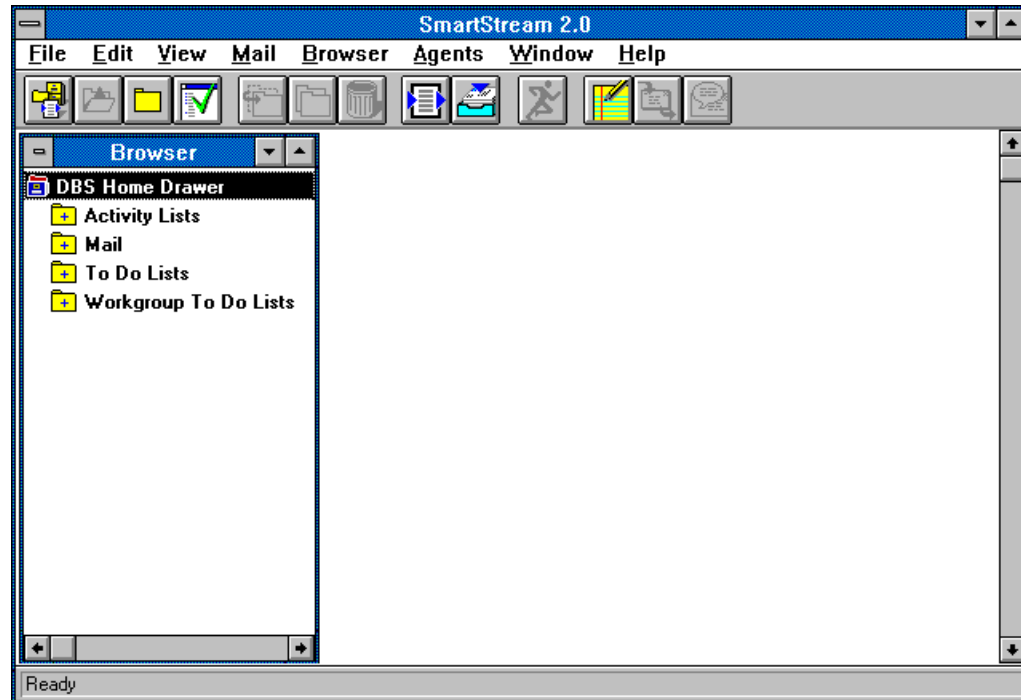 SmartStream 2.0
File Edit View Mail Browser Agents Window Help
Browser
DBS Home Drawer
Activity Lists
Mail
To Do Lists
Workgroup To Do Lists
Ready